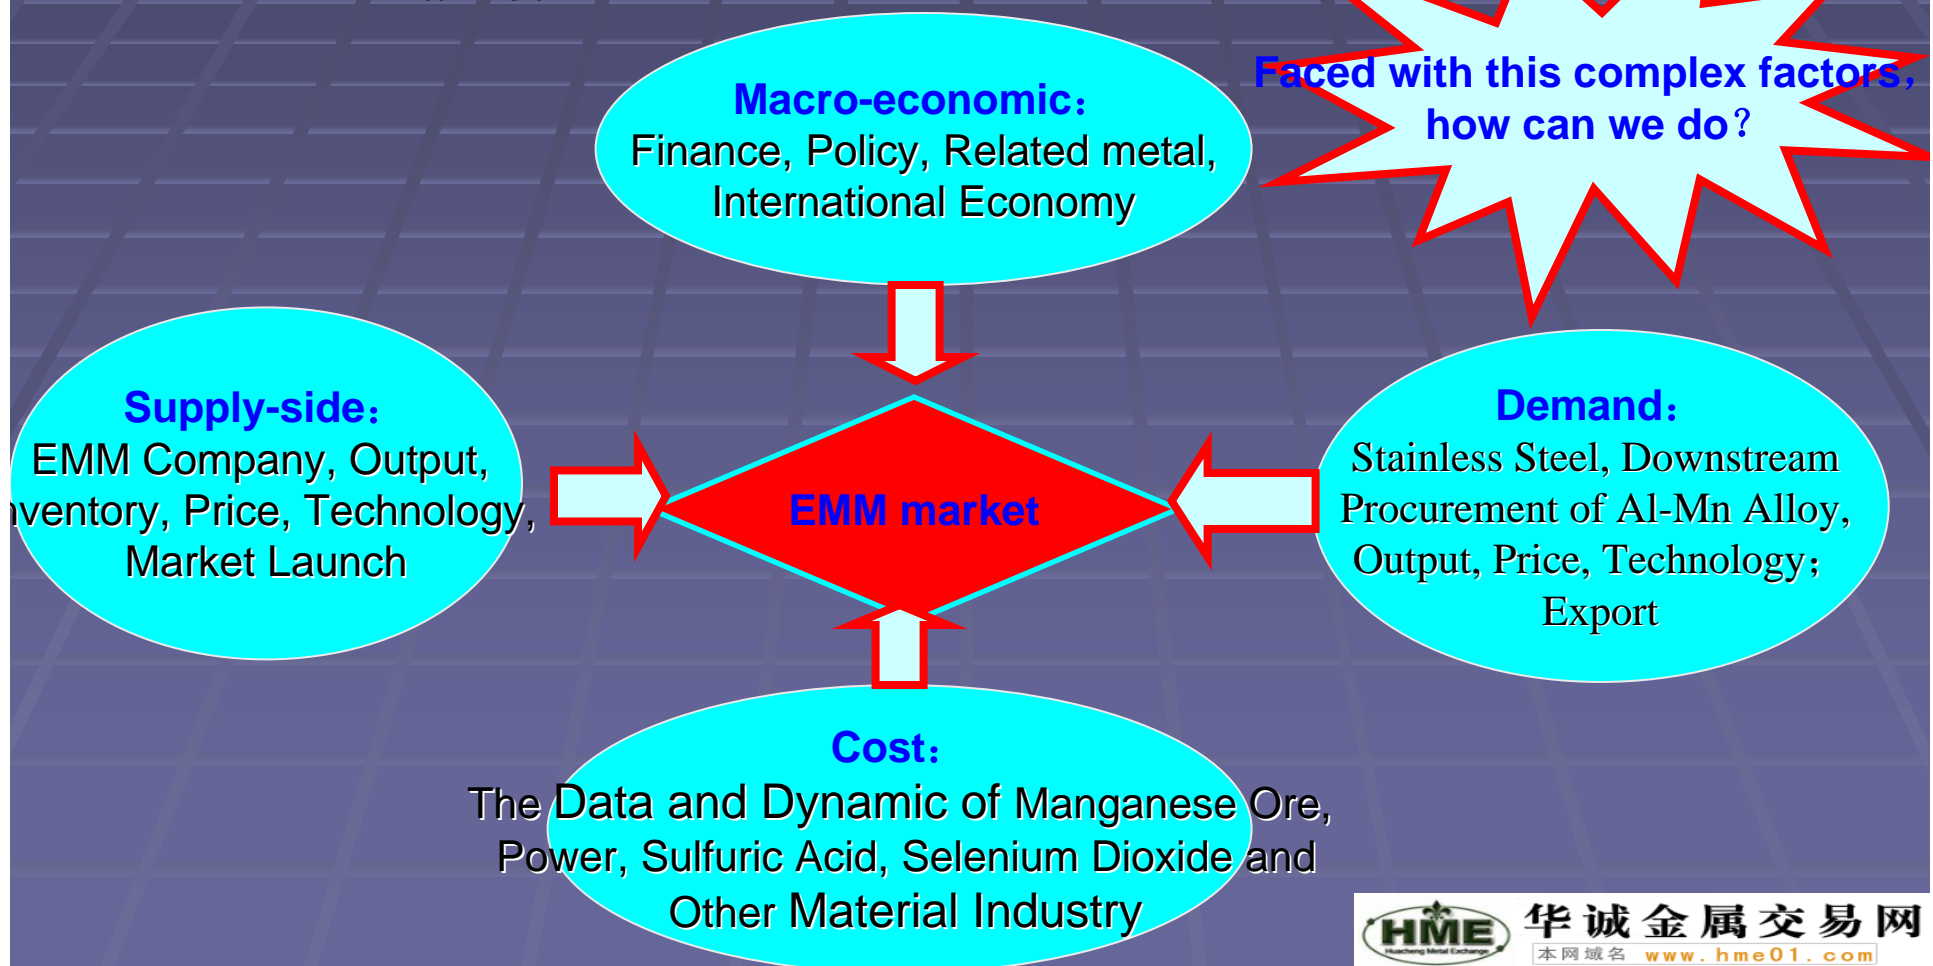 Faced with this complex factors，
how can we do？
Macro-economic：
Finance, Policy, Related metal,
International Economy
Supply-side：
EMM Company, Output,
ventory, Price, Technology,
Market Launch
EMM market
Demand：
Stainless Steel, Downstream
Procurement of Al-Mn Alloy,
Output, Price, Technology；
Export
Cost：
The Data and Dynamic of Manganese Ore,
Power, Sulfuric Acid, Selenium Dioxide and
Other Material Industry
HME
Huacheng Metal Exchange
华诚金属交易网
本网域名 www.hme01.com